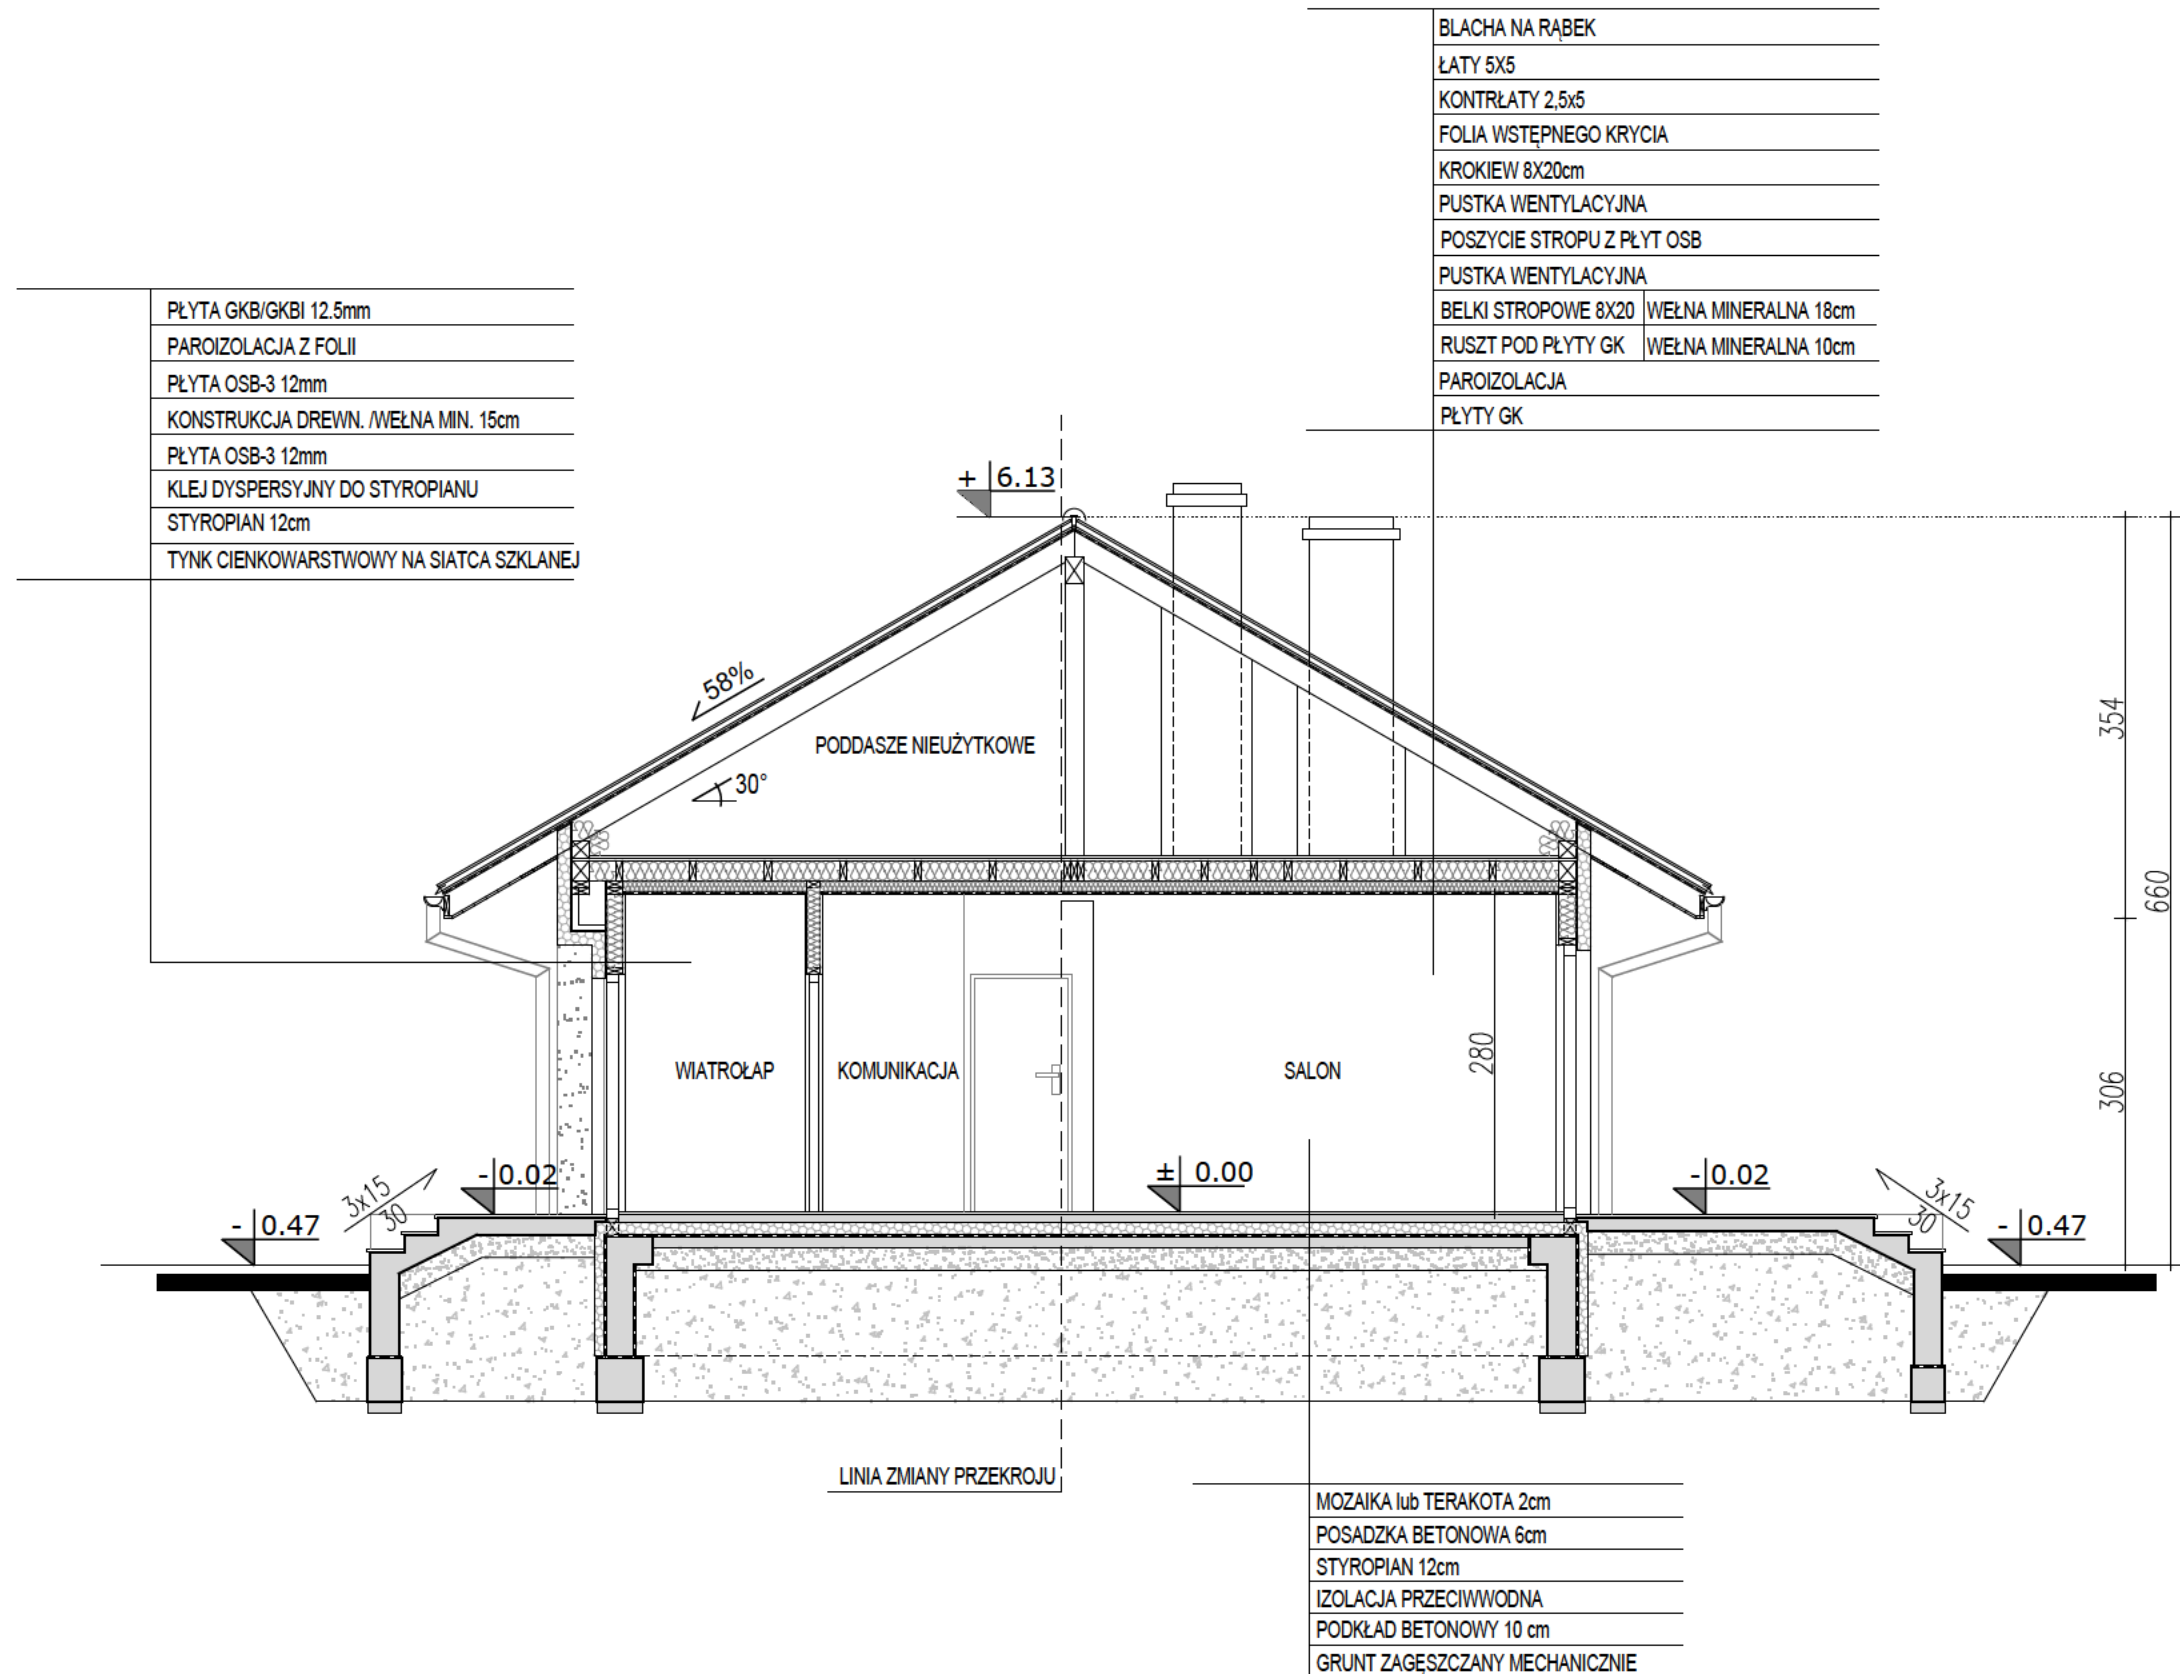 BLACHA NA RĄBEK
ŁATY 5X5
KONTRŁATY 2,5x5
FOLIA WSTĘPNEGO KRYCIA
KROKIEW 8X20cm
PUSTKA WENTYLACYJNA
POSZYCIE STROPU Z PŁYT OSB
PUSTKA WENTYLACYJNA
BELKI STROPOWE 8X20 WEŁNA MINERALNA 18cm
RUSZT POD PŁYTY GK WEŁNA MINERALNA 10cm
PAROIZOLACJA
PŁYTY GK
PŁYTA GKB/GKBI 12.5mm
PAROIZOLACJA Z FOLII
PŁYTA OSB-3 12mm
KONSTRUKCJA DREWN. /WEŁNA MIN. 15cm
PŁYTA OSB-3 12mm
KLEJ DYSPERSYJNY DO STYROPIANU
STYROPIAN 12cm
TYNK CIENKOWARSTWOWY NA SIATCA SZKLANEJ
+ 6.13
58%
PODDASZE NIEUŻYTKOWE
30°
354
660
306
280
WIATROŁAP
KOMUNIKACJA
SALON
- 0.47
3x15
30
- 0.02
± 0.00
- 0.02
3x15
30
- 0.47
LINIA ZMIANY PRZEKROJU
MOZAIKA lub TERAKOTA 2cm
POSADZKA BETONOWA 6cm
STYROPIAN 12cm
IZOLACJA PRZECIWWODNA
PODKŁAD BETONOWY 10 cm
GRUNT ZAGĘSZCZANY MECHANICZNIE